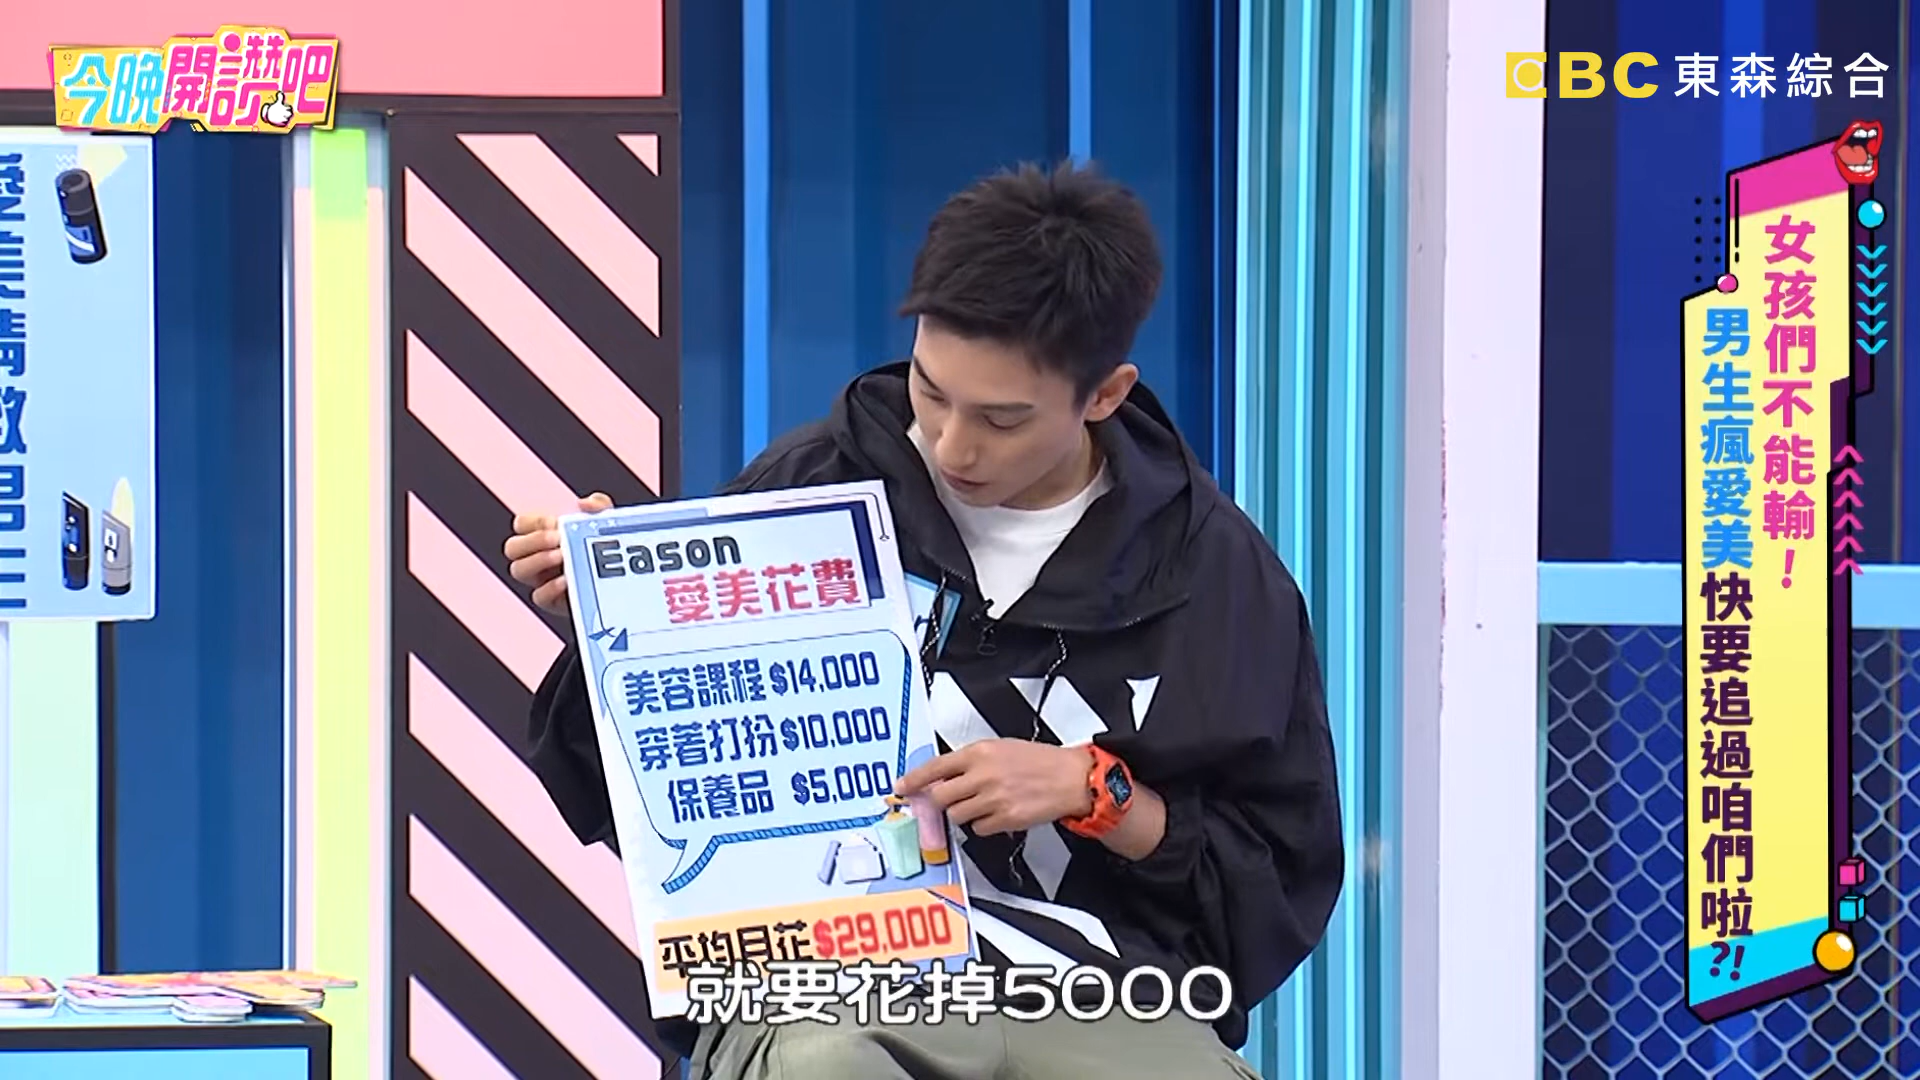 今晚開讚吧
EBC 東森綜合
女孩們不能輸！
男生瘋愛美快要追過咱們啦?!
Eason
愛美花費
美容課程 $14,000
穿著打扮 $10,000
保養品 $5,000
平均月花 $29,000
就要花掉5000